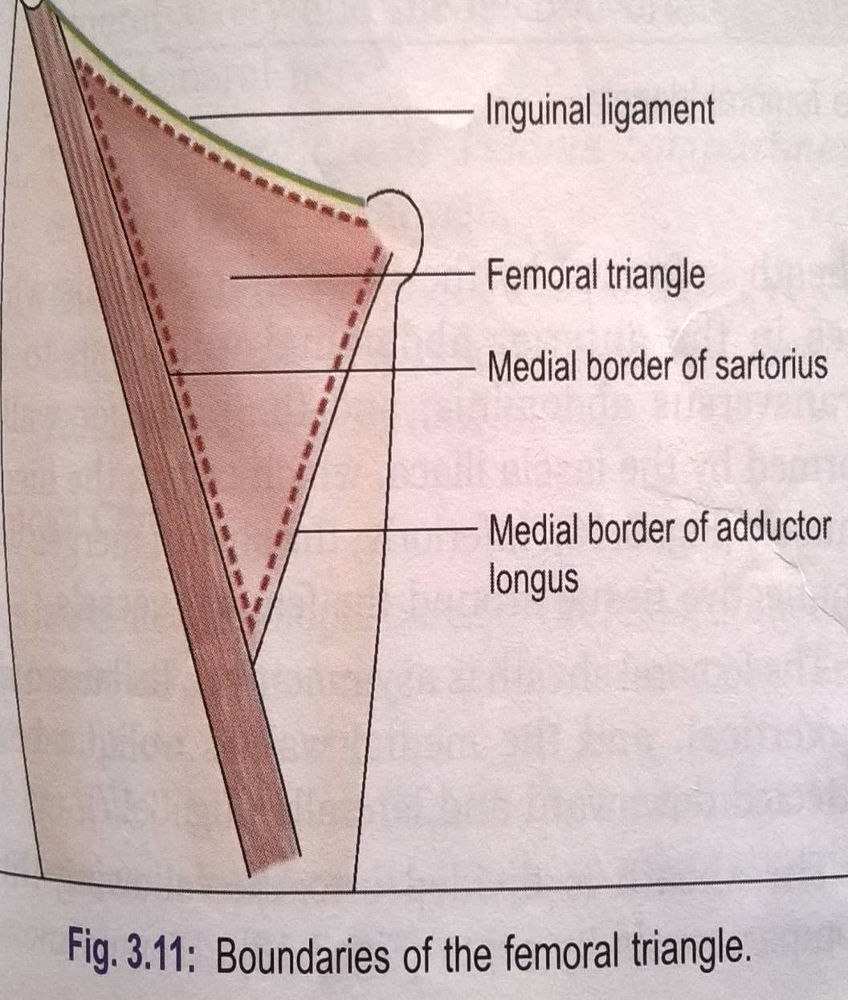 Inguinal ligament
Femoral triangle
Medial border of sartorius
Medial border of adductor
longus
Fig. 3.11: Boundaries of the femoral triangle.